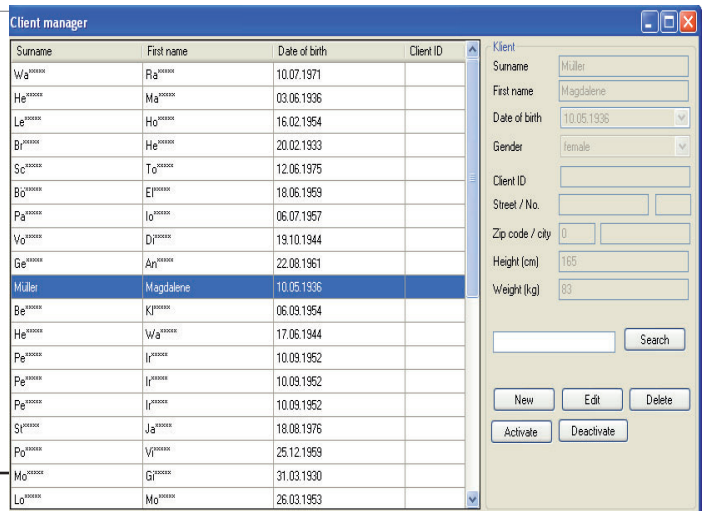 Client manager
Surname First name Date of birth Client ID
Wa***** Ra***** 10.07.1971
He***** Ma***** 03.06.1936
Le***** Ho***** 16.02.1954
Br***** He***** 20.02.1933
Sc***** To***** 12.06.1975
Bö***** El***** 18.06.1959
Pa***** Io***** 06.07.1957
Vo***** Di***** 19.10.1944
Ge***** An***** 22.08.1961
Müller Magdalene 10.05.1936
Be***** Kl***** 06.09.1954
He***** Wa***** 17.06.1944
Pe***** Ir***** 10.09.1952
Pe***** Ir***** 10.09.1952
Pe***** Ir***** 10.09.1952
St***** Ja***** 18.08.1976
Po***** Vi***** 25.12.1959
Mo***** Gi***** 31.03.1930
Lo***** Mo***** 26.03.1953
Klient
Surname Müller
First name Magdalene
Date of birth 10.05.1936
Gender female
Client ID
Street / No.
Zip code / city 0
Height (cm) 165
Weight (kg) 83
Search
New Edit Delete
Activate Deactivate